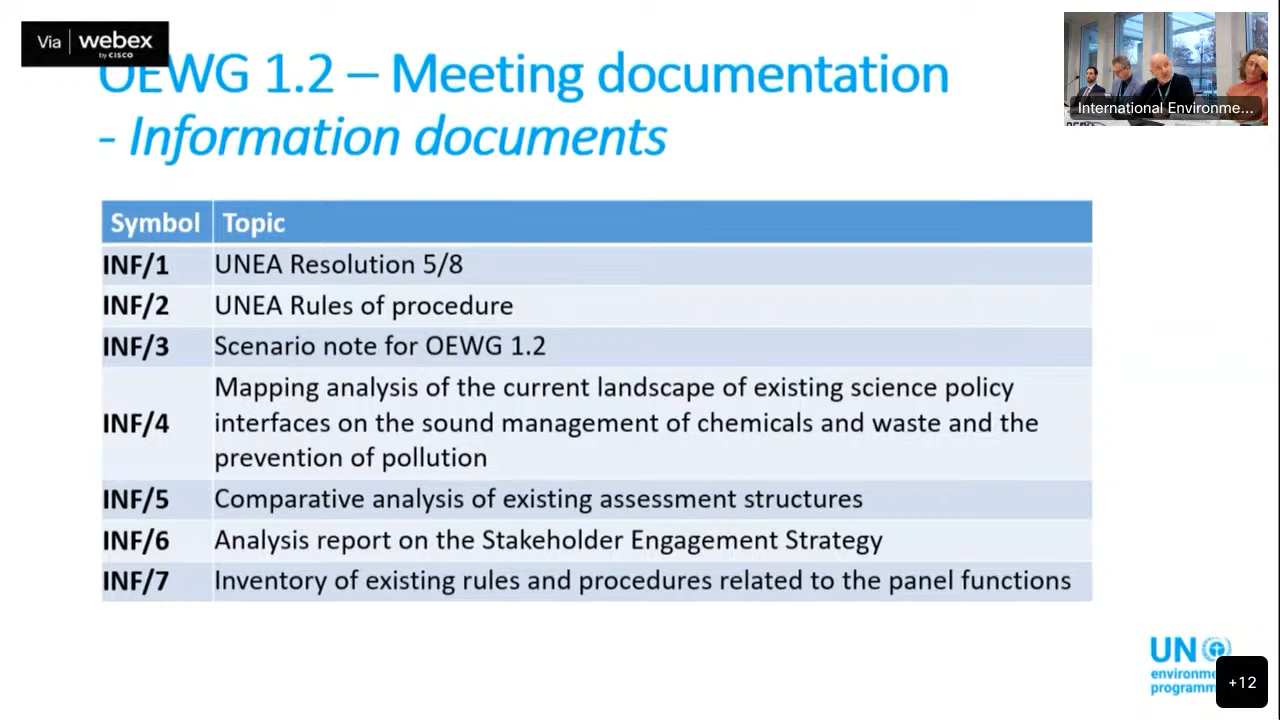 Via webex
by CISCO
OEWG 1.2 – Meeting documentation
- Information documents
International Environme...
Symbol Topic
INF/1 UNEA Resolution 5/8
INF/2 UNEA Rules of procedure
INF/3 Scenario note for OEWG 1.2
INF/4 Mapping analysis of the current landscape of existing science policy
interfaces on the sound management of chemicals and waste and the
prevention of pollution
INF/5 Comparative analysis of existing assessment structures
INF/6 Analysis report on the Stakeholder Engagement Strategy
INF/7 Inventory of existing rules and procedures related to the panel functions
UN
environme
programm
+12